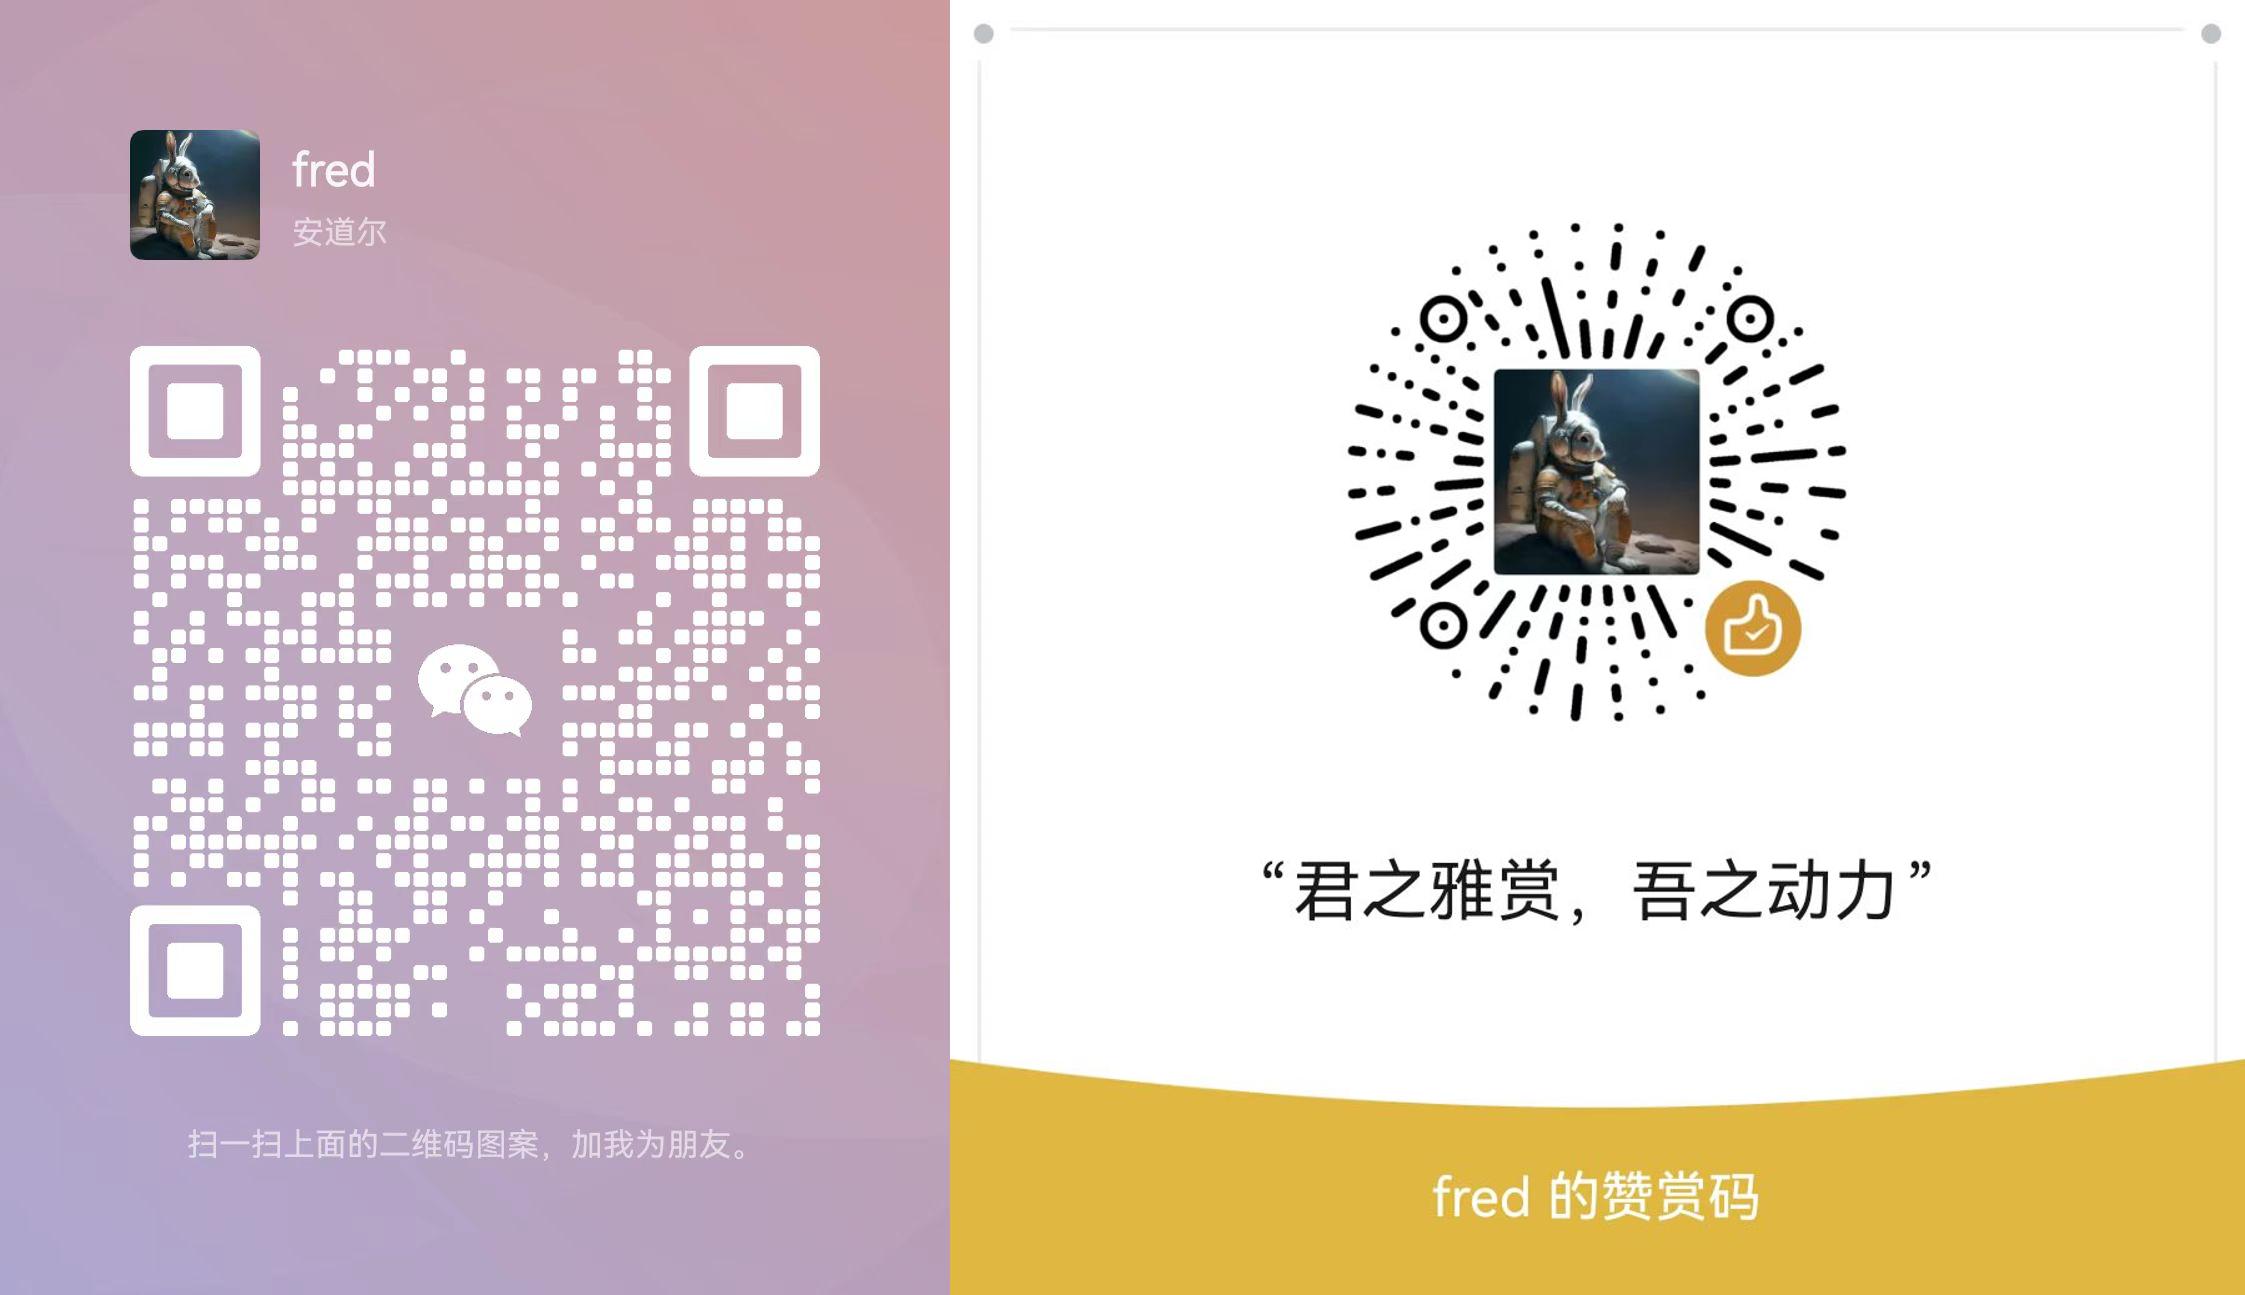 fred
安道尔
扫一扫上面的二维码图案，加我为朋友。
“君之雅赏，吾之动力”
fred 的赞赏码